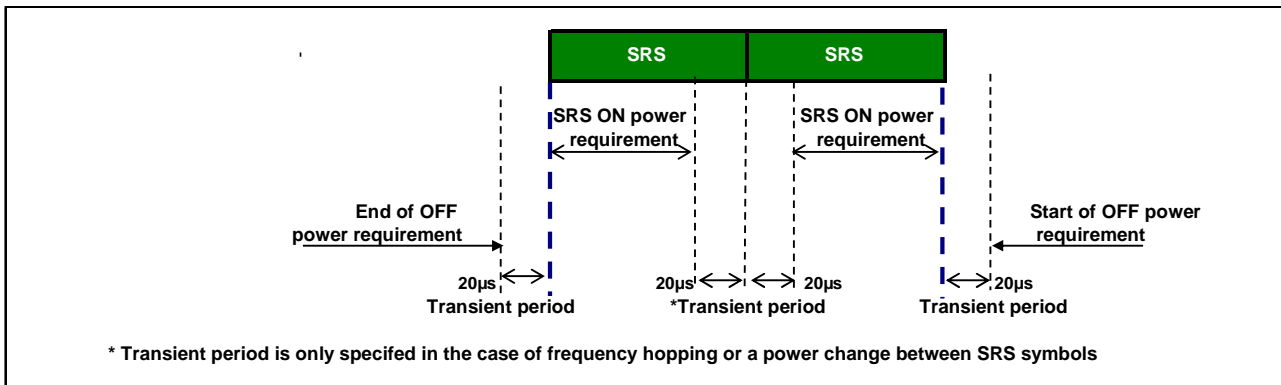 SRS SRS
SRS ON power
requirement
SRS ON power
requirement
End of OFF
power requirement
Start of OFF power
requirement
20µs 20µs 20µs 20µs
Transient period *Transient period Transient period
* Transient period is only specifed in the case of frequency hopping or a power change between SRS symbols